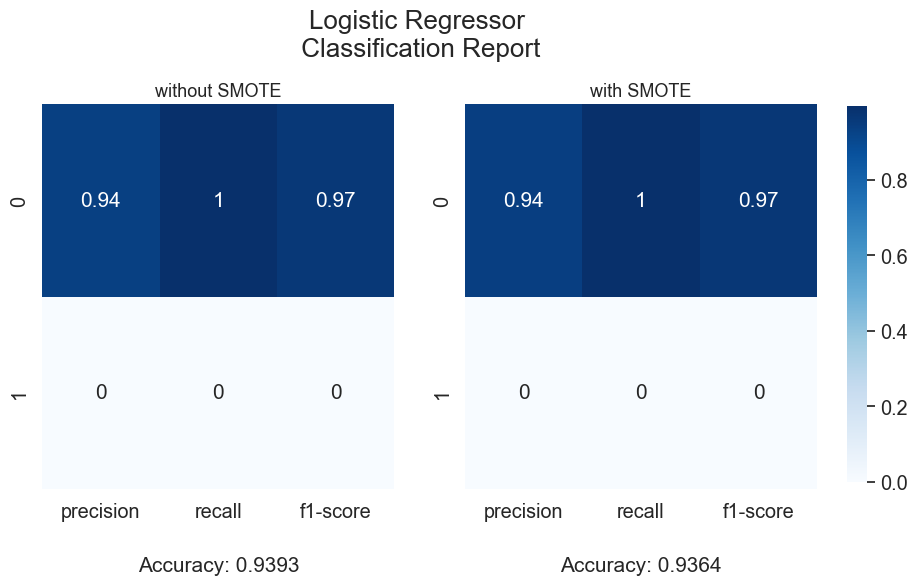 Logistic Regressor
Classification Report
without SMOTE
0
0.94 1 0.97
1
0 0 0
precision recall f1-score
Accuracy: 0.9393
with SMOTE
0
0.94 1 0.97
1
0 0 0
precision recall f1-score
Accuracy: 0.9364
0.8
0.6
0.4
0.2
0.0